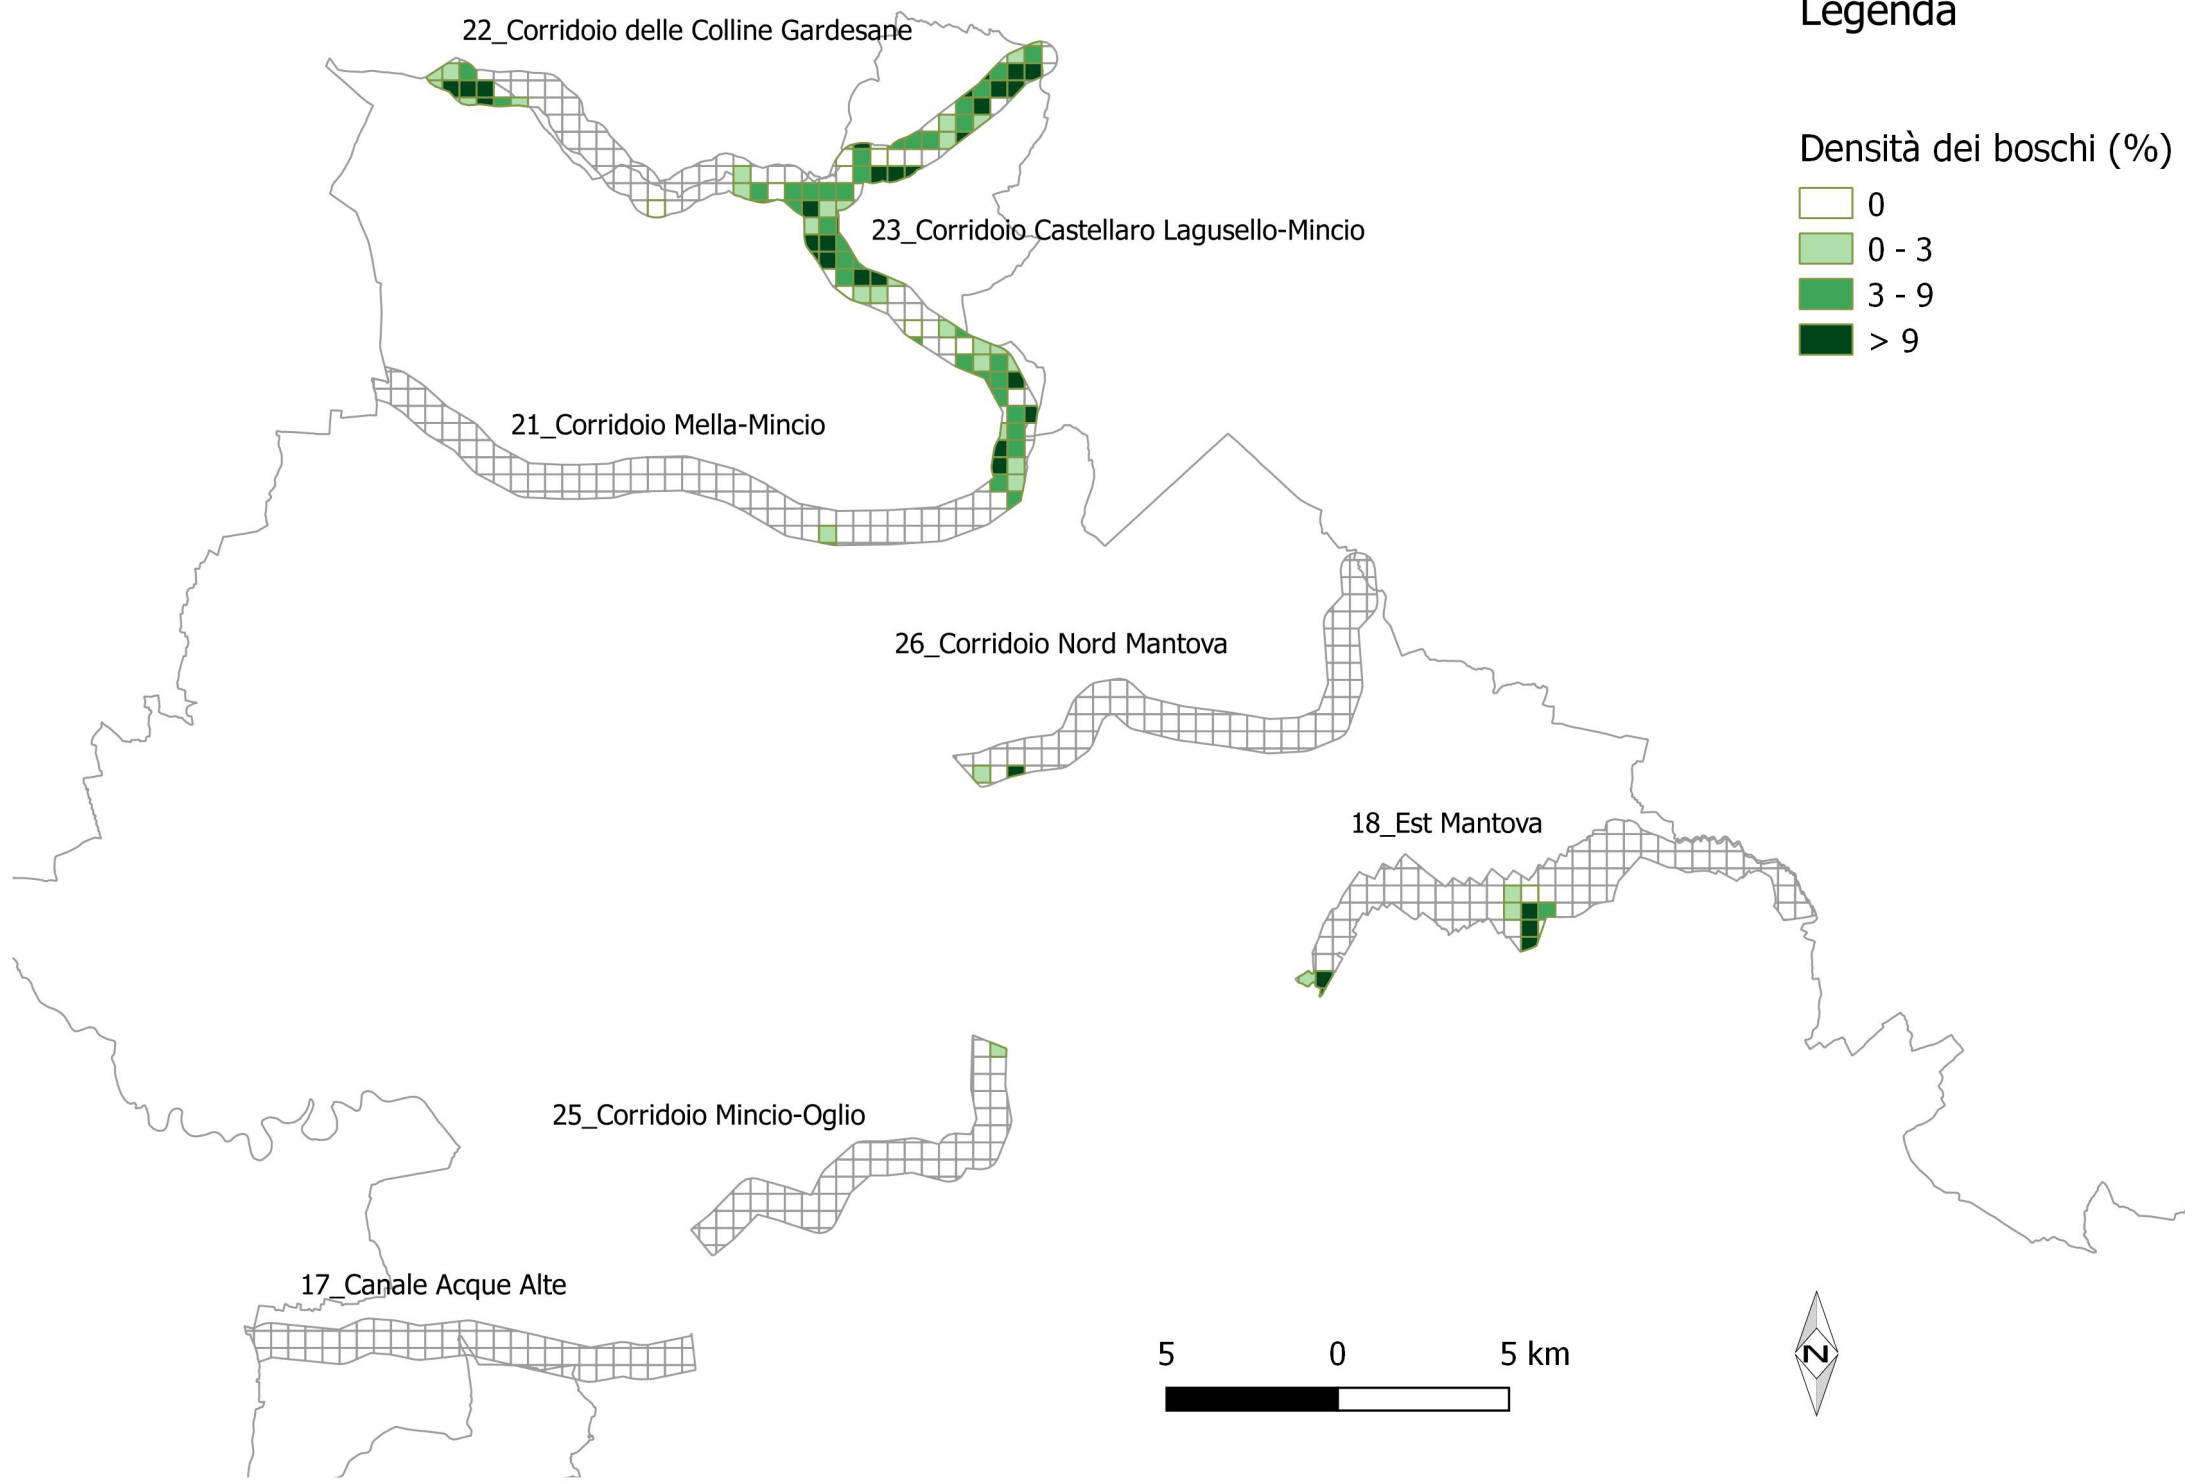 Legenda
22_Corridoio delle Colline Gardesane
Densità dei boschi (%)
0
0 - 3
3 - 9
> 9
23_Corridoio Castellaro Lagusello-Mincio
21_Corridoio Mella-Mincio
26_Corridoio Nord Mantova
18_Est Mantova
25_Corridoio Mincio-Oglio
17_Canale Acque Alte
5 0 5 km
N